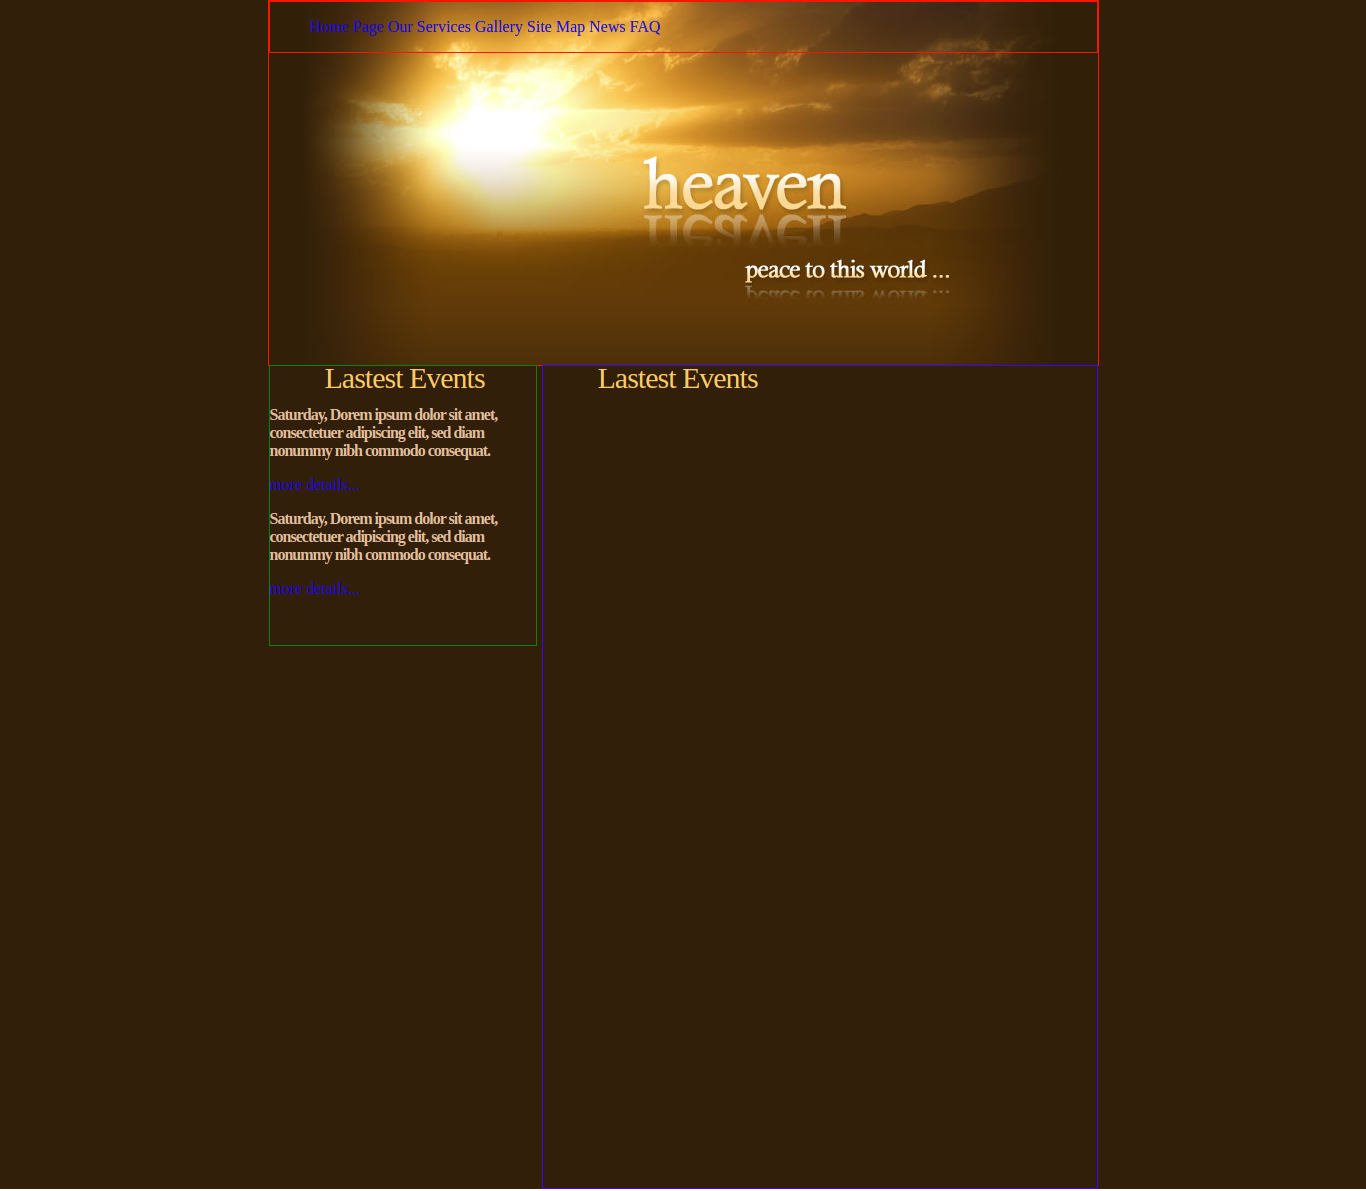 Home Page Our Services Gallery Site Map News FAQ
heaven
peace to this world ...
Lastest Events
Saturday, Dorem ipsum dolor sit amet,
consectetuer adipiscing elit, sed diam
nonummy nibh commodo consequat.
more details...
Saturday, Dorem ipsum dolor sit amet,
consectetuer adipiscing elit, sed diam
nonummy nibh commodo consequat.
more details...
Lastest Events